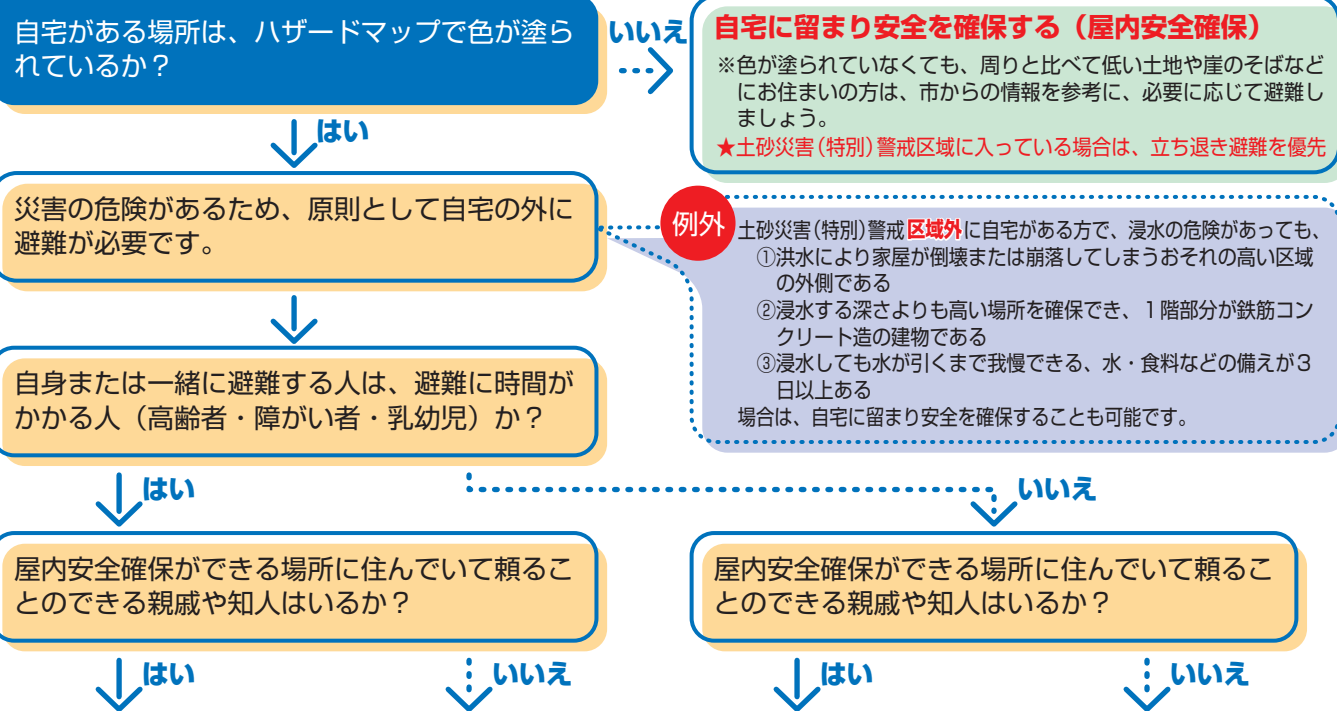 自宅がある場所は、ハザードマップで色が塗ら
れているか？
いいえ
自宅に留まり安全を確保する（屋内安全確保）
※色が塗られていなくても、周りと比べて低い土地や崖のそばなど
にお住まいの方は、市からの情報を参考に、必要に応じて避難し
ましょう。
★土砂災害(特別)警戒区域に入っている場合は、立ち退き避難を優先
はい
災害の危険があるため、原則として自宅の外に
避難が必要です。
例外
土砂災害(特別)警戒区域外に自宅がある方で、浸水の危険があっても、
①洪水により家屋が倒壊または崩落してしまうおそれの高い区域
の外側である
②浸水する深さよりも高い場所を確保でき、１階部分が鉄筋コン
クリート造の建物である
③浸水しても水が引くまで我慢できる、水・食料などの備えが３
日以上ある
場合は、自宅に留まり安全を確保することも可能です。
自身または一緒に避難する人は、避難に時間が
かかる人（高齢者・障がい者・乳幼児）か？
はい
いいえ
屋内安全確保ができる場所に住んでいて頼るこ
とのできる親戚や知人はいるか？
屋内安全確保ができる場所に住んでいて頼るこ
とのできる親戚や知人はいるか？
はい
いいえ
はい
いいえ